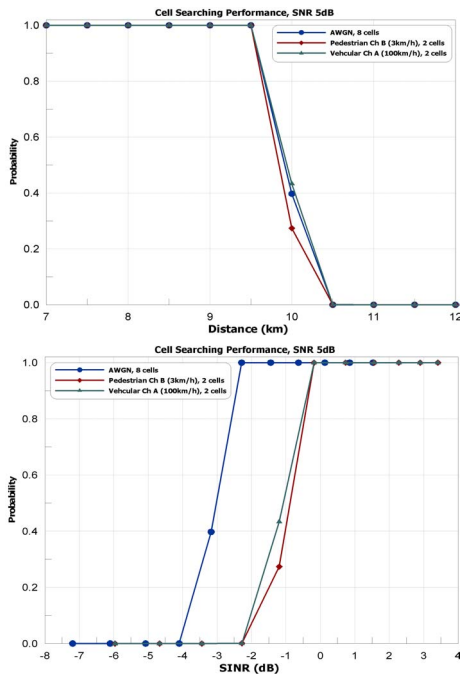 Cell Searching Performance, SNR 5dB
1.0
AWGN, 8 cells
Pedestrian Ch B (3km/h), 2 cells
Vehcular Ch A (100km/h), 2 cells
0.8
0.6
Probability
0.4
0.2
0.0
7 8 9 10 11 12
Distance (km)
Cell Searching Performance, SNR 5dB
1.0
AWGN, 8 cells
Pedestrian Ch B (3km/h), 2 cells
Vehcular Ch A (100km/h), 2 cells
0.8
0.6
Probability
0.4
0.2
0.0
-8 -7 -6 -5 -4 -3 -2 -1 0 1 2 3 4
SINR (dB)